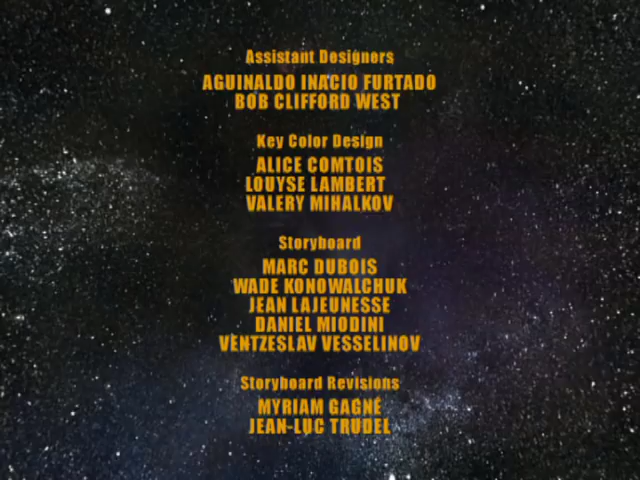 Assistant Designers
AGUINALDO INACIO FURTADO
BOB CLIFFORD WEST
Key Color Design
ALICE COMTOIS
LOUYSE LAMBERT
VALERY MIHALKOV
Storyboard
MARC DUBOIS
WADE KONOWALCHUK
JEAN LAJEUNESSE
DANIEL MIODINI
VENTZESLAV VESSELINOV
Storyboard Revisions
MYRIAM GAGNÉ
JEAN-LUC TRUDEL